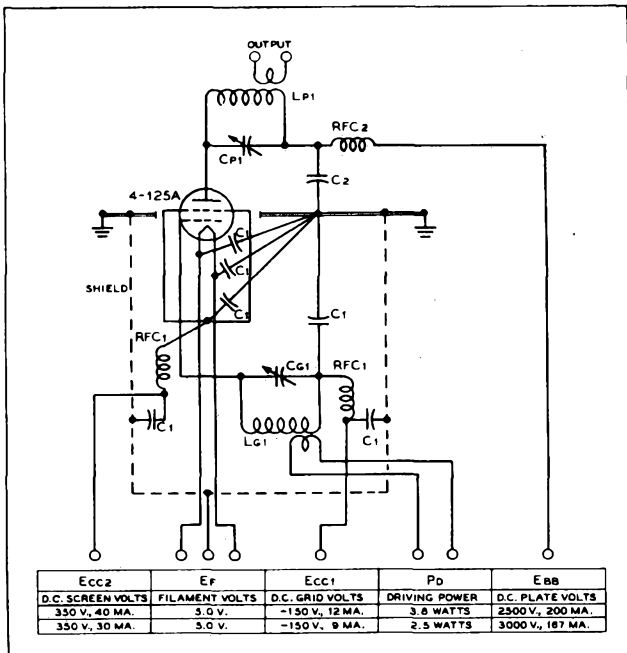 OUTPUT
LP1
RFC2
CP1
C2
4-125A
C1
C1
C1
SHIELD
C1
RFC1
CG1
RFC1
C1
LG1
C1
ECC2 EF ECC1 PD EBB
D.C. SCREEN VOLTS FILAMENT VOLTS D.C. GRID VOLTS DRIVING POWER D.C. PLATE VOLTS
350 V., 40 MA. 5.0 V. -150 V., 12 MA. 3.8 WATTS 2500 V., 200 MA.
350 V., 30 MA. 5.0 V. -150 V., 9 MA. 2.5 WATTS 3000 V., 167 MA.